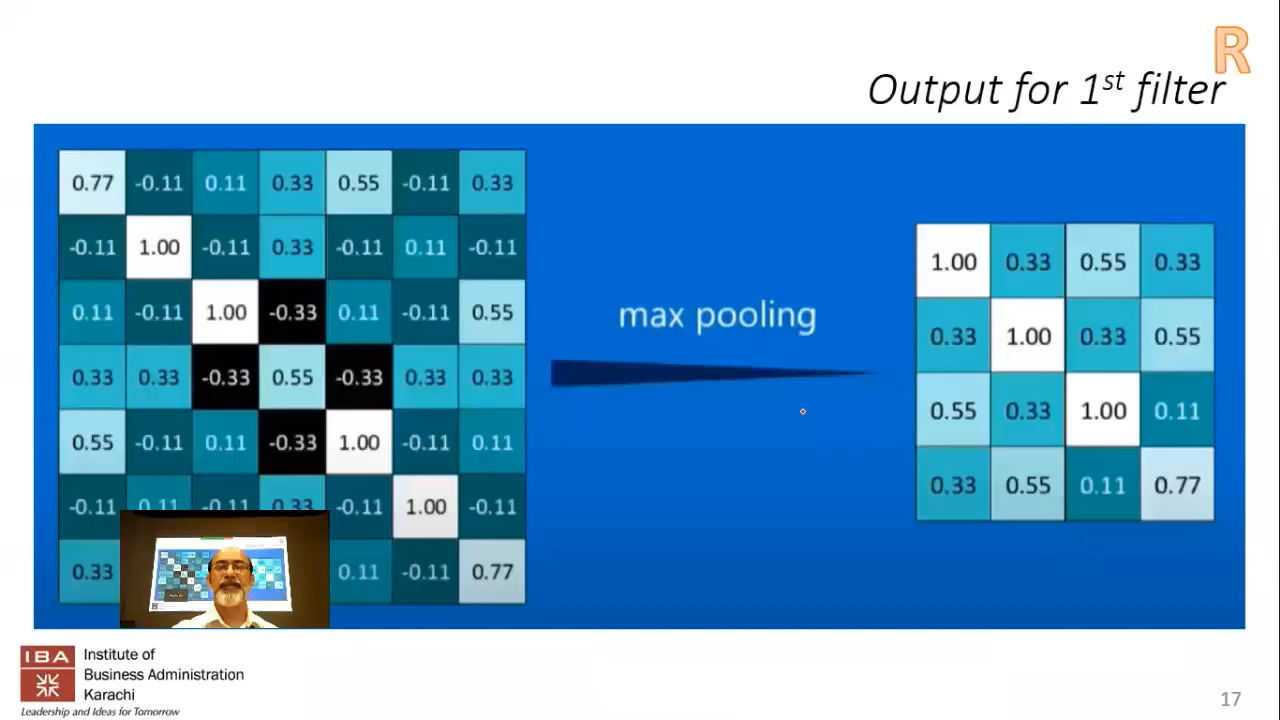 R
Output for 1st filter
0.77 -0.11 0.11 0.33 0.55 -0.11 0.33
-0.11 1.00 -0.11 0.33 -0.11 0.11 -0.11
0.11 -0.11 1.00 -0.33 0.11 -0.11 0.55
0.33 0.33 -0.33 0.55 -0.33 0.33 0.33
0.55 -0.11 0.11 -0.33 1.00 -0.11 0.11
-0.11 0.11 -0.11 0.33 -0.11 1.00 -0.11
0.33 0.11 -0.11 0.77
max pooling
1.00 0.33 0.55 0.33
0.33 1.00 0.33 0.55
0.55 0.33 1.00 0.11
0.33 0.55 0.11 0.77
IBA
Institute of
Business Administration
Karachi
Leadership and Ideas for Tomorrow
17